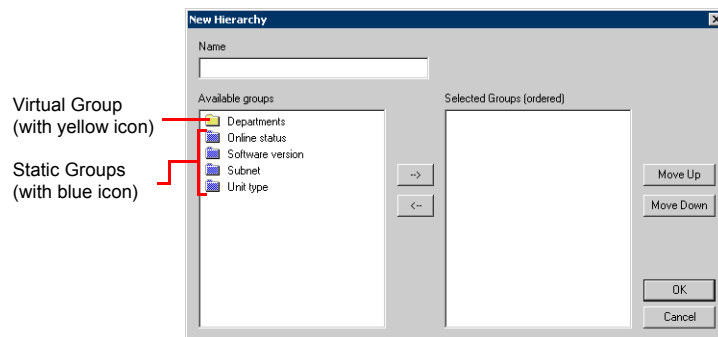 New Hierarchy
Name
Available groups
Selected Groups (ordered)
Virtual Group
(with yellow icon)
Static Groups
(with blue icon)
Departments
Online status
Software version
Subnet
Unit type
-->
<--
Move Up
Move Down
OK
Cancel